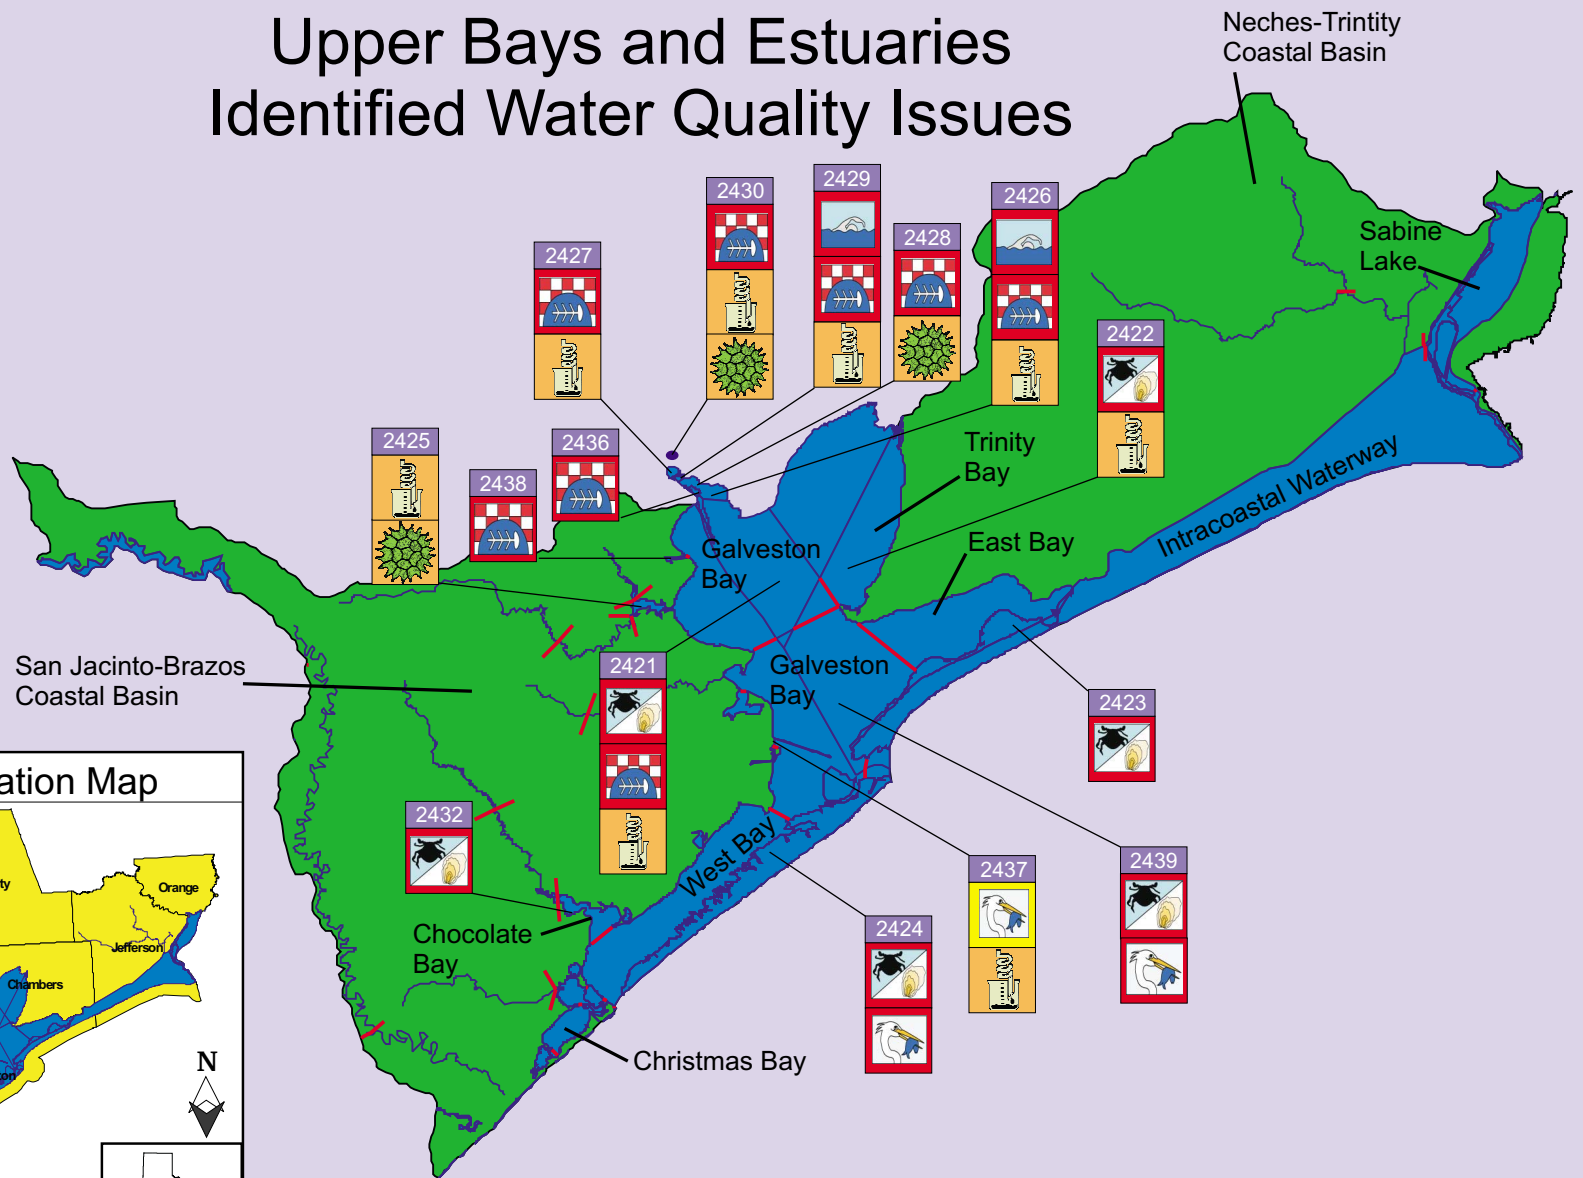 Upper Bays and Estuaries
Identified Water Quality Issues
Neches-Trintity
Coastal Basin
2430
2429
2426
2428
2427
Sabine
Lake
2422
2425
2436
2438
Trinity
Bay
Galveston
Bay
East Bay
Intracoastal Waterway
San Jacinto-Brazos
Coastal Basin
2421
Galveston
Bay
2423
ation Map
2432
West Bay
2437
2439
ty
Orange
Jefferson
Chambers
Chocolate
Bay
2424
ton
N
Christmas Bay